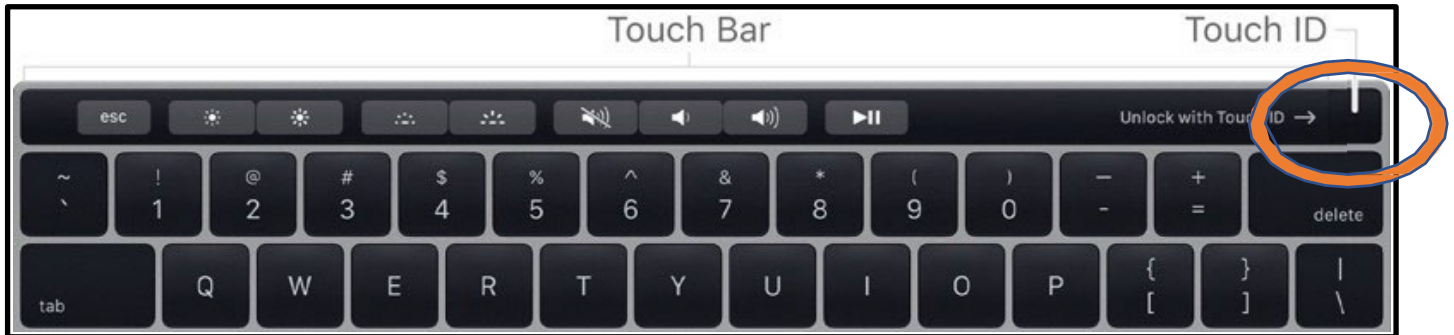 Touch Bar Touch ID
esc Unlock with Touch ID →
~ ! @ # $ % ^ & * ( ) — +
` 1 2 3 4 5 6 7 8 9 0 - = delete
tab Q W E R T Y U I O P { [ } ] | \